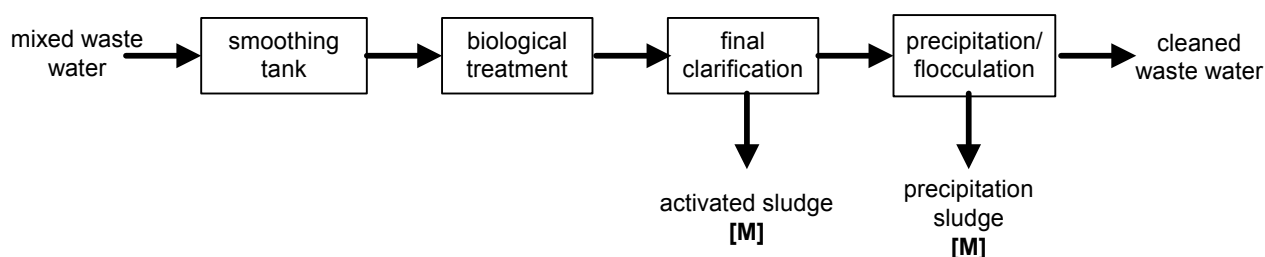 mixed waste
water
smoothing
tank
biological
treatment
final
clarification
precipitation/
flocculation
cleaned
waste water
activated sludge
[M]
precipitation
sludge
[M]